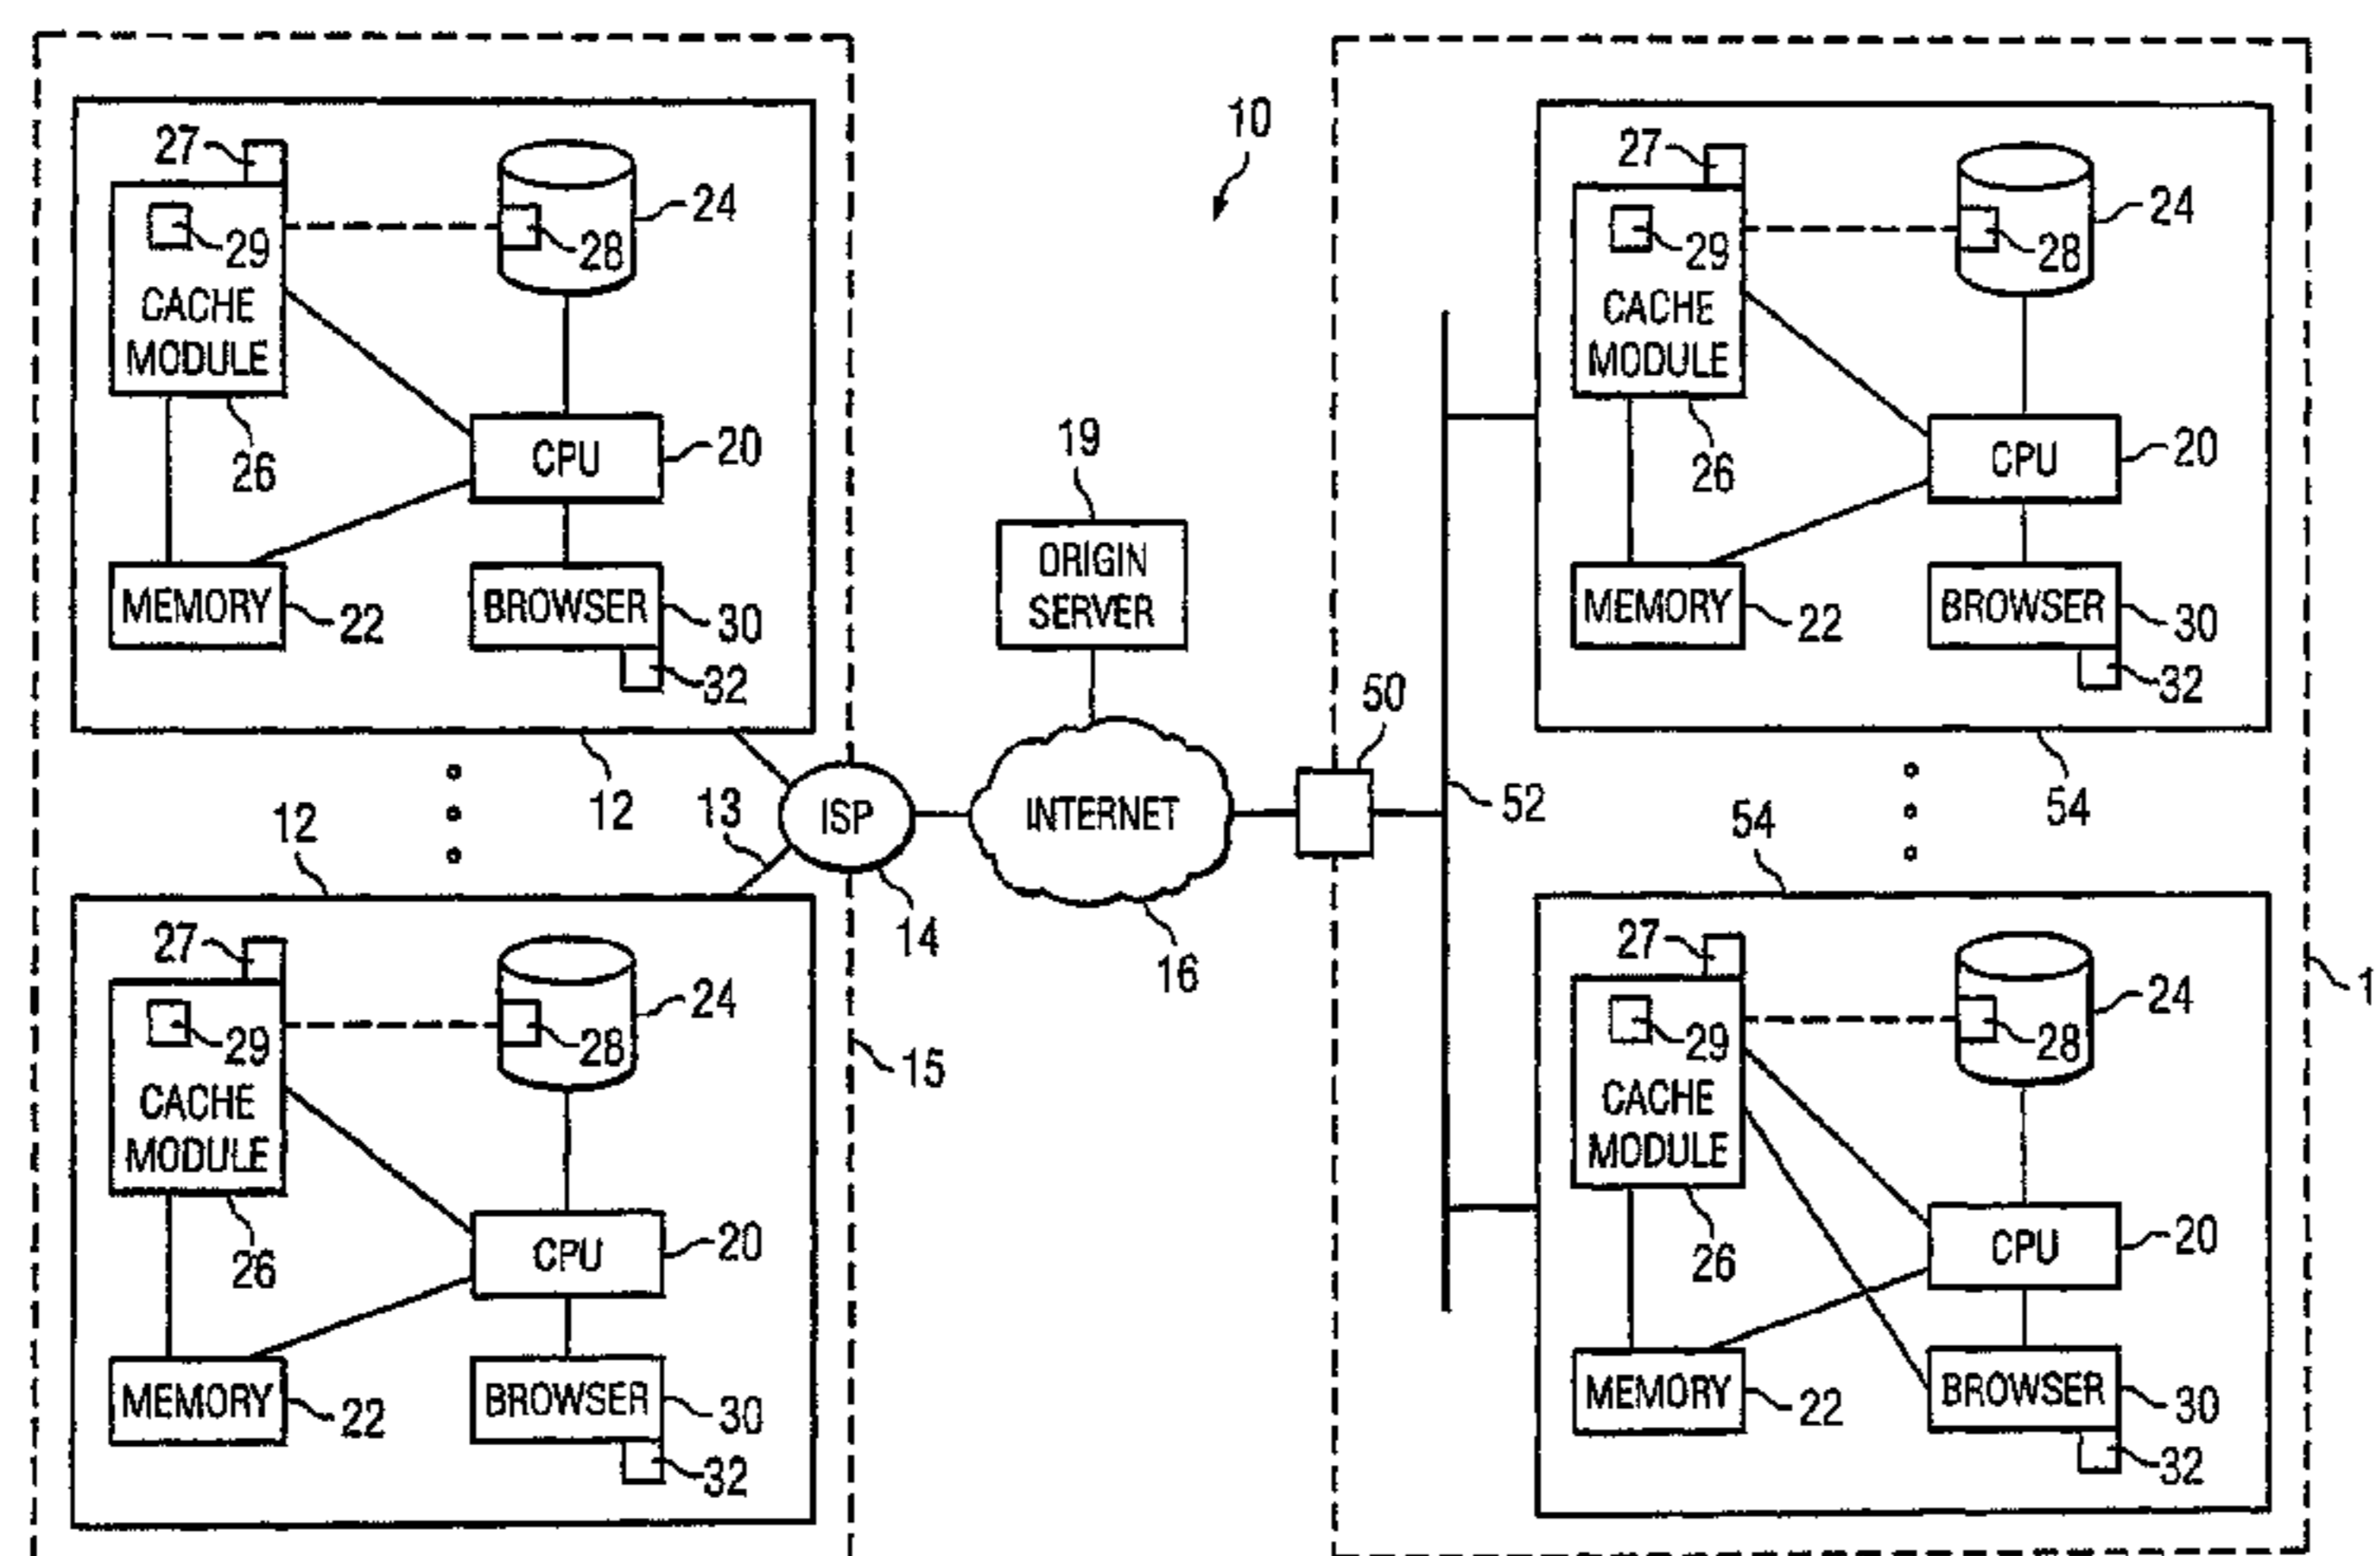 10
27
24
29
28
CACHE
MODULE
CPU
20
26
MEMORY
22
BROWSER
30
32
12
12
13
ISP
14
15
19
ORIGIN
SERVER
INTERNET
16
50
52
27
24
29
28
CACHE
MODULE
CPU
20
26
MEMORY
22
BROWSER
30
32
54
54
27
24
29
28
CACHE
MODULE
CPU
20
26
MEMORY
22
BROWSER
30
32
27
24
29
28
CACHE
MODULE
CPU
20
26
MEMORY
22
BROWSER
30
32
1